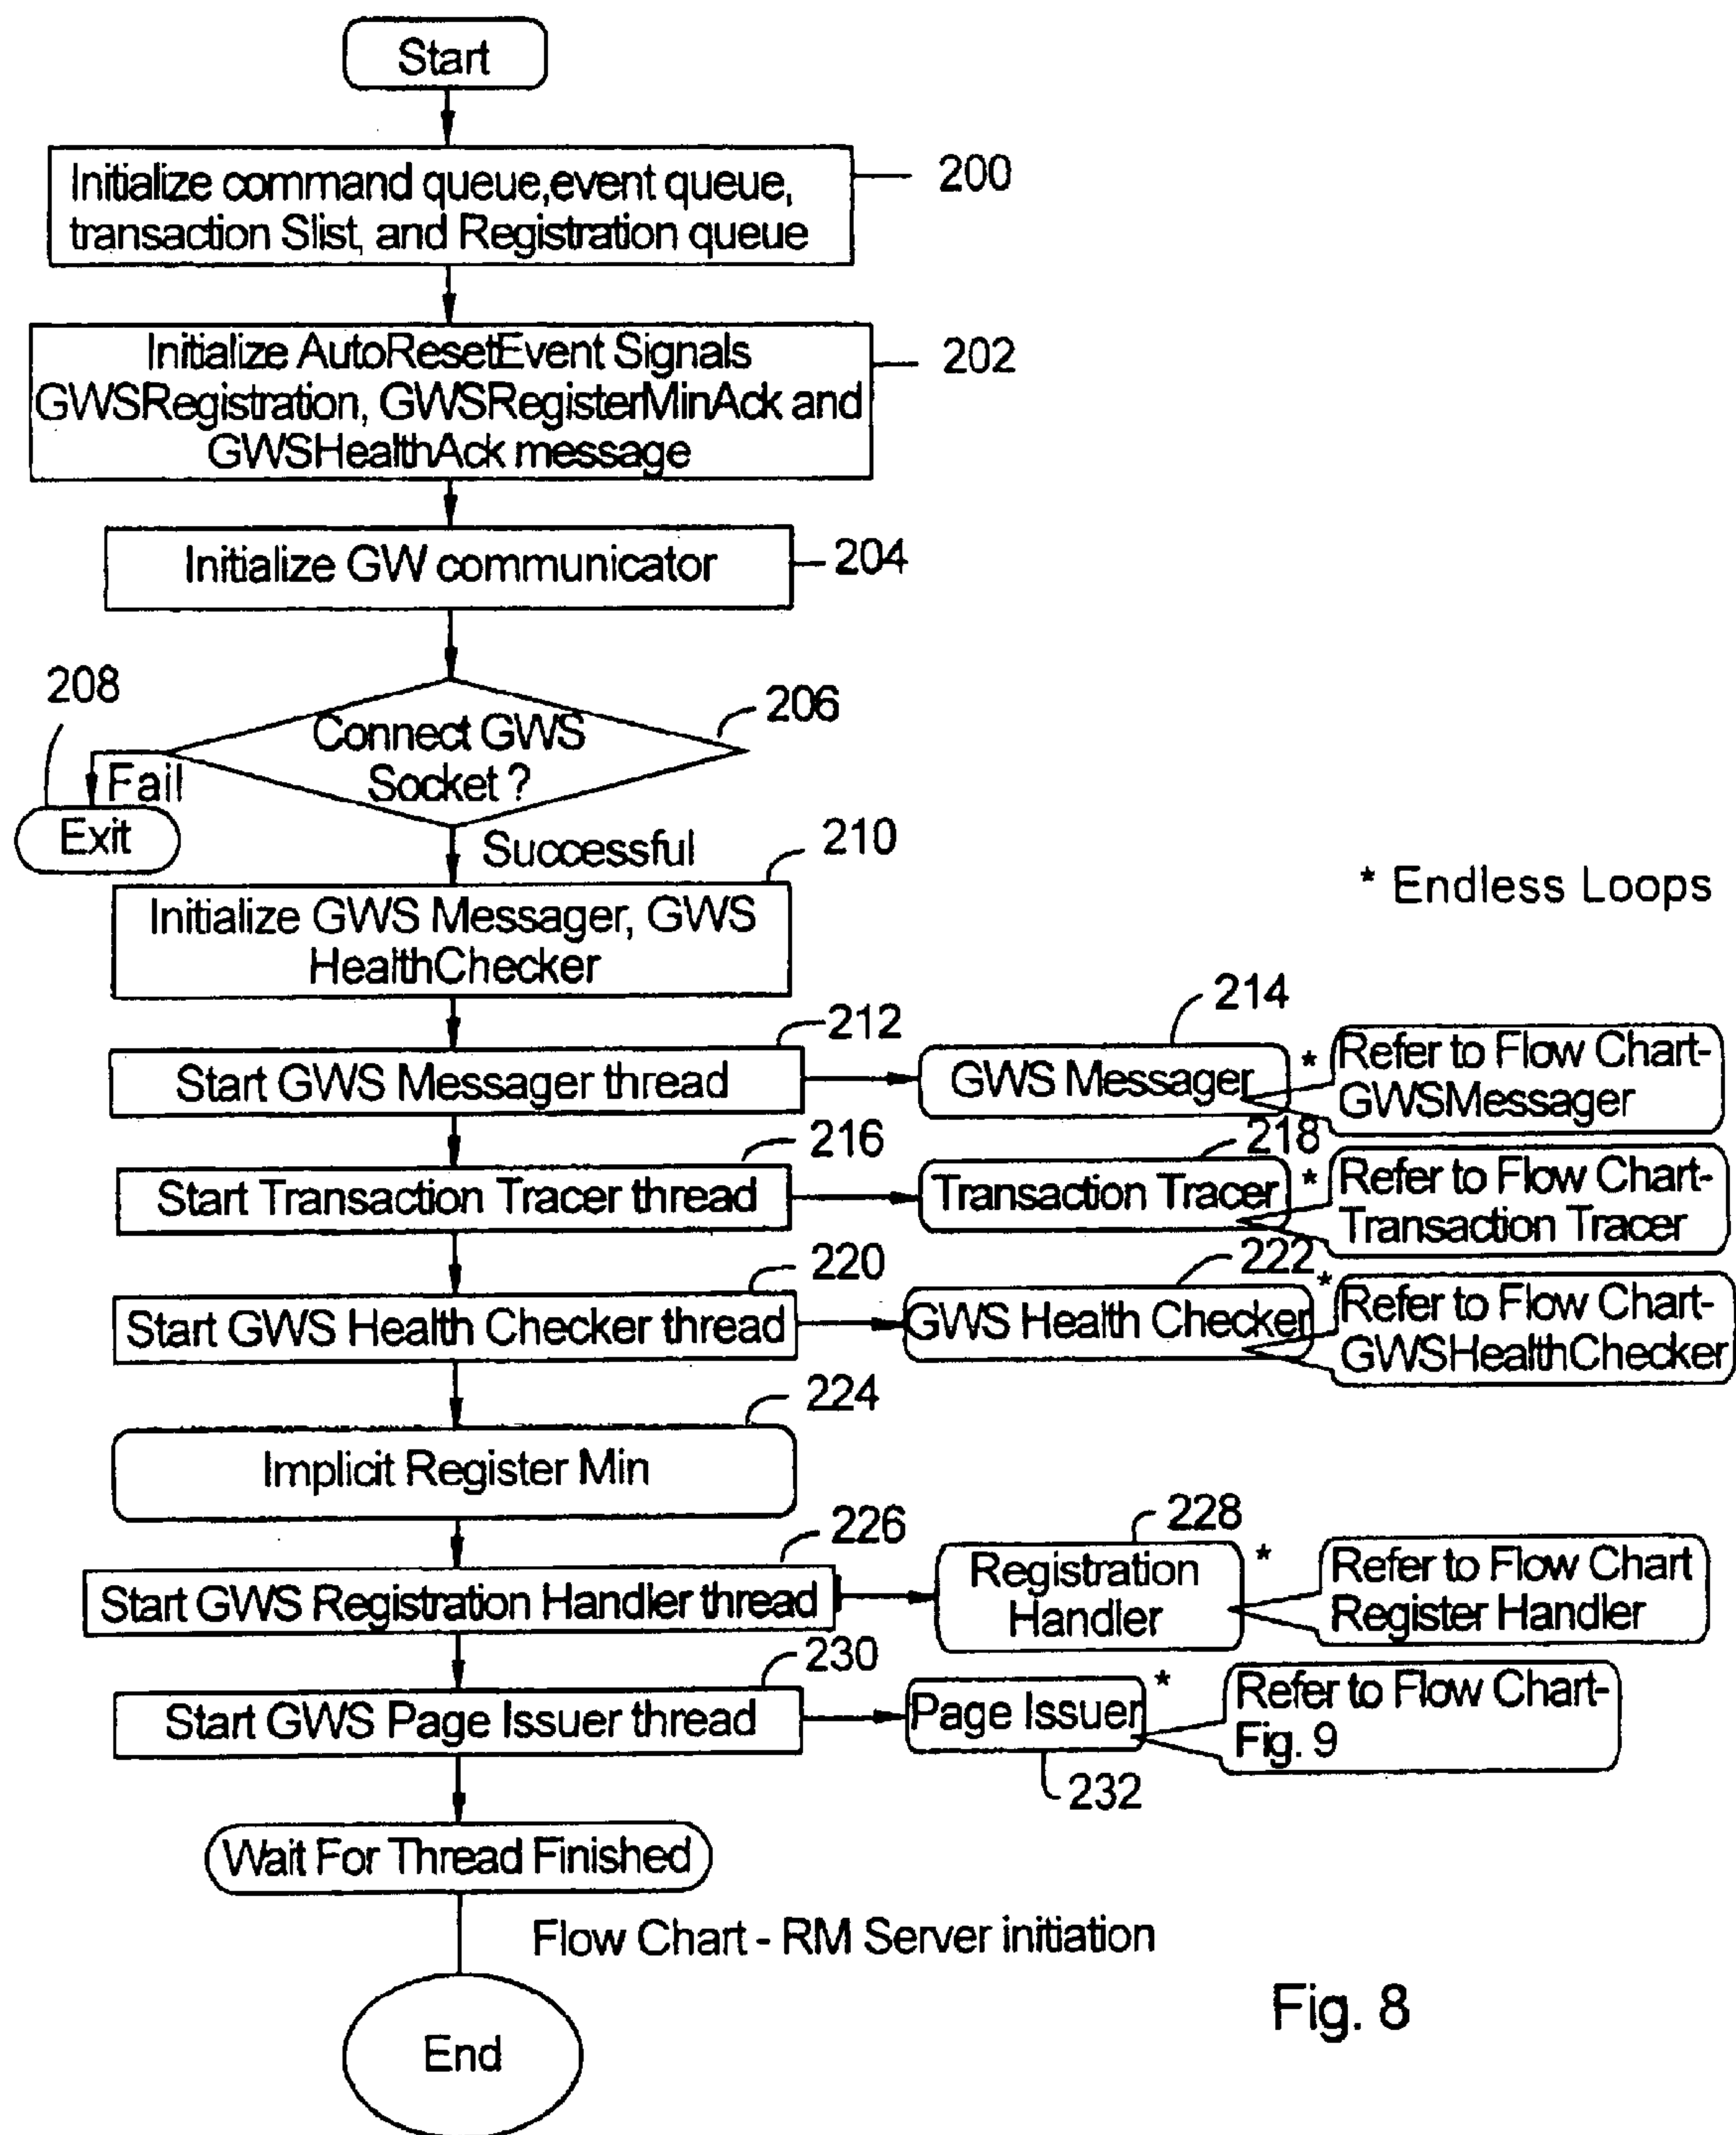 Start
Initialize command queue,event queue,
transaction Slist, and Registration queue
200
Initialize AutoResetEvent Signals
GWSRegistration, GWSRegisterMinAck and
GWSHealthAck message
202
Initialize GW communicator
204
208
206
Connect GWS
Socket ?
Fail
Exit
Successful
210
* Endless Loops
Initialize GWS Messager, GWS
HealthChecker
212
214
Start GWS Messager thread
GWS Messager
*
Refer to Flow Chart-
GWSMessager
216
218
Start Transaction Tracer thread
Transaction Tracer
*
Refer to Flow Chart-
Transaction Tracer
220
222
Start GWS Health Checker thread
GWS Health Checker
*
Refer to Flow Chart-
GWSHealthChecker
224
Implicit Register Min
226
228
Start GWS Registration Handler thread
Registration
Handler
*
Refer to Flow Chart
Register Handler
230
Start GWS Page Issuer thread
Page Issuer
*
Refer to Flow Chart-
Fig. 9
232
Wait For Thread Finished
Flow Chart - RM Server initiation
End
Fig. 8